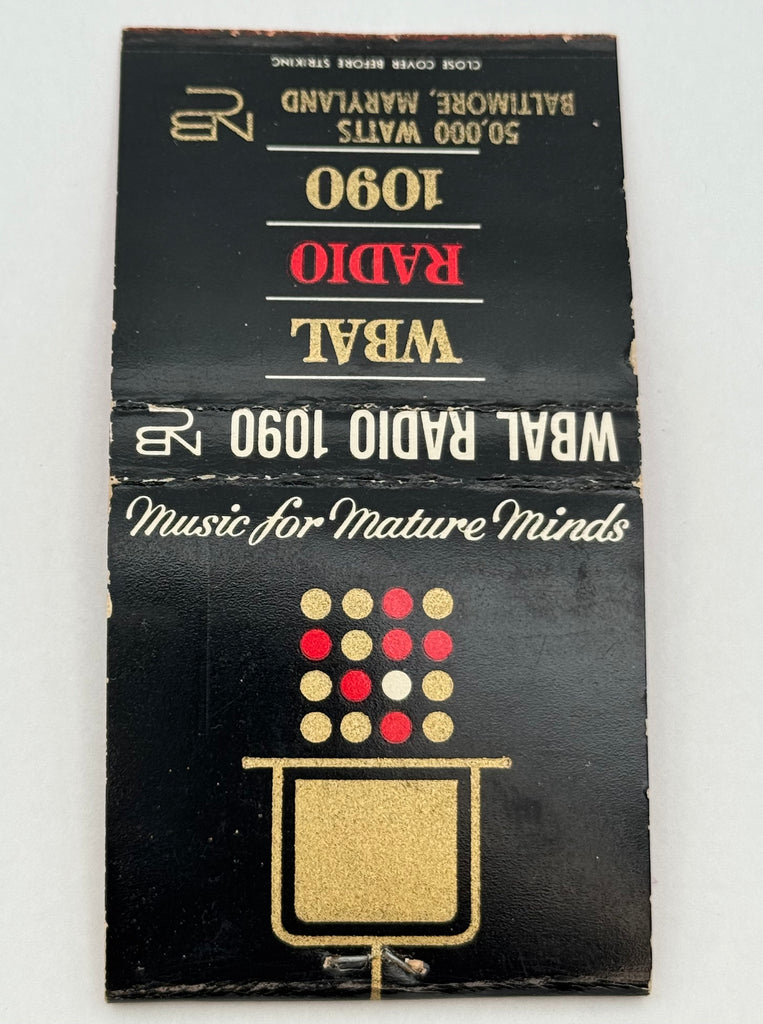 WBAL
RADIO
1090
50,000 WATTS
BALTIMORE, MARYLAND
CLOSE COVER BEFORE STRIKING
WBAL RADIO 1090
Music for Mature Minds